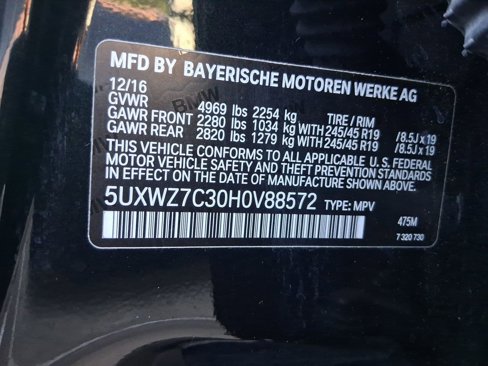 MFD BY BAYERISCHE MOTOREN WERKE AG
12/16
GVWR 4969 lbs 2254 kg TIRE / RIM
GAWR FRONT 2280 lbs 1034 kg WITH 245/45 R19 / 8.5J x 19
GAWR REAR 2820 lbs 1279 kg WITH 245/45 R19 / 8.5J x 19
THIS VEHICLE CONFORMS TO ALL APPLICABLE U. S. FEDERAL
MOTOR VEHICLE SAFETY AND THEFT PREVENTION STANDARDS
IN EFFECT ON THE DATE OF MANUFACTURE SHOWN ABOVE.
5UXWZ7C30H0V88572 TYPE: MPV
475M
7 320 730